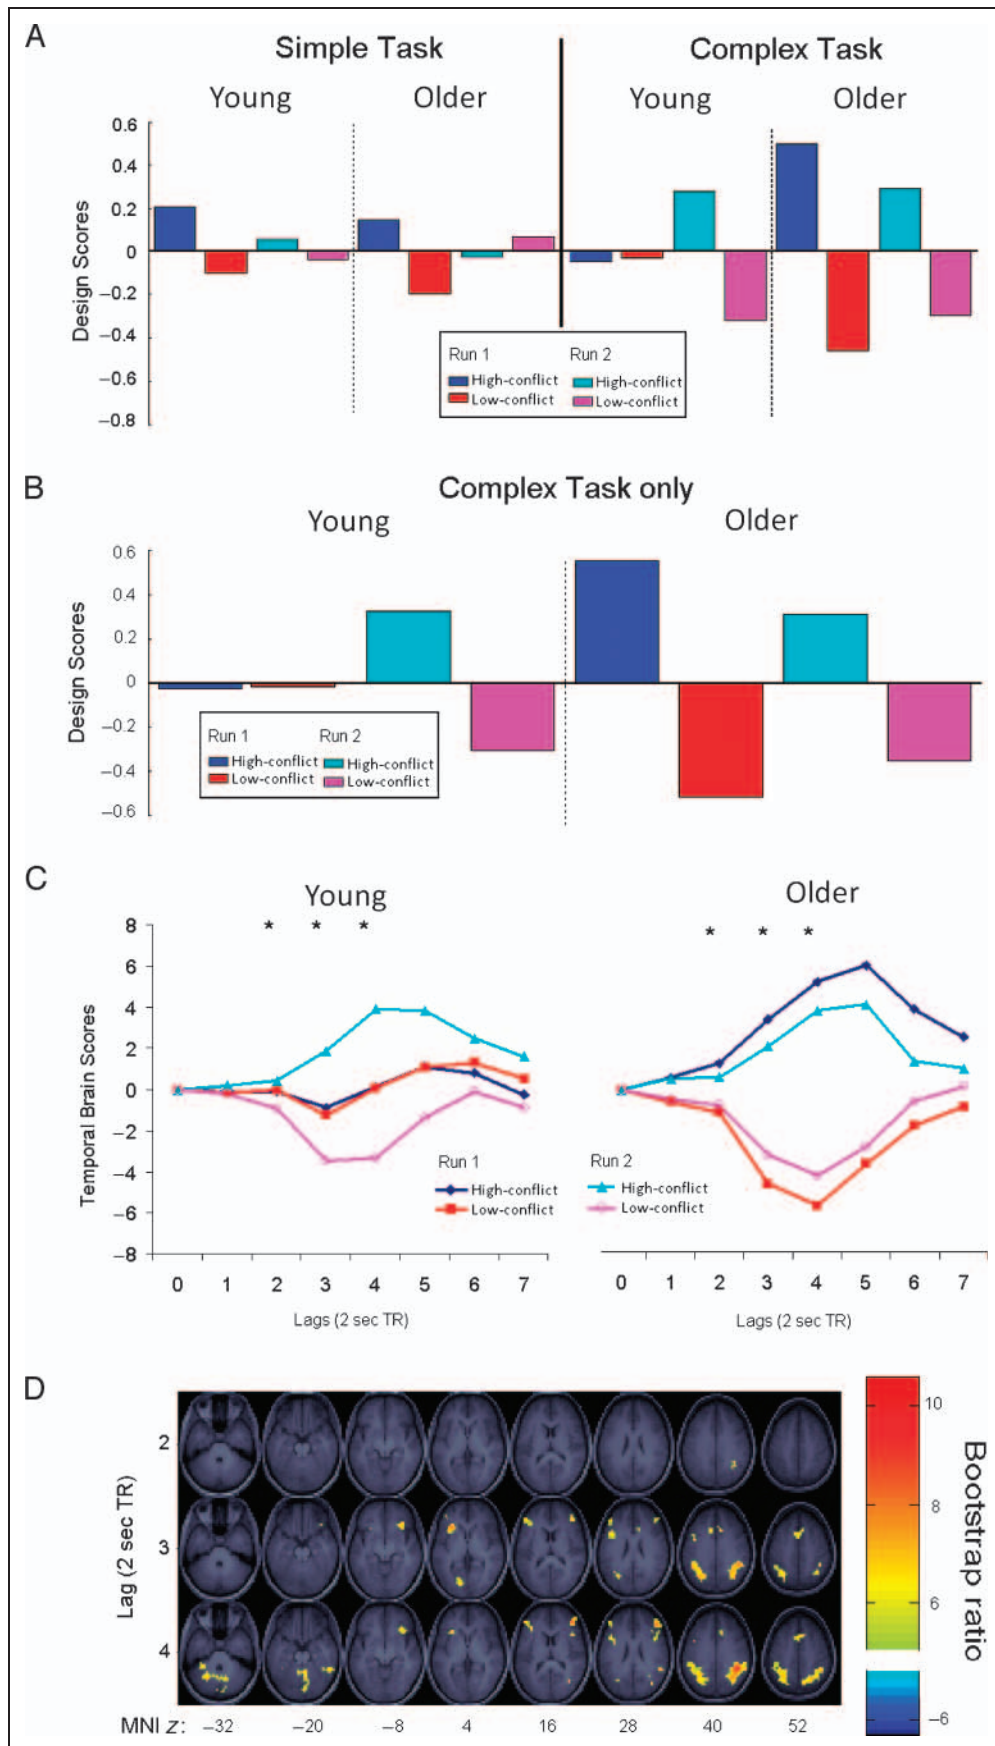 A
Simple Task
Complex Task
Young
Older
Young
Older
Design Scores
0.6
0.4
0.2
0
−0.2
−0.4
−0.6
−0.8
Run 1
Run 2
High-conflict
High-conflict
Low-conflict
Low-conflict
B
Complex Task only
Young
Older
Design Scores
0.6
0.4
0.2
0
−0.2
−0.4
−0.6
Run 1
Run 2
High-conflict
High-conflict
Low-conflict
Low-conflict
C
Young
Older
* * *
* * *
Temporal Brain Scores
8
6
4
2
0
−2
−4
−6
−8
Run 1
Run 2
High-conflict
High-conflict
Low-conflict
Low-conflict
0 1 2 3 4 5 6 7
0 1 2 3 4 5 6 7
Lags (2 sec TR)
Lags (2 sec TR)
D
Lag (2 sec TR)
2
3
4
MNI z: −32 −20 −8 4 16 28 40 52
10
8
6
−6
Bootstrap ratio